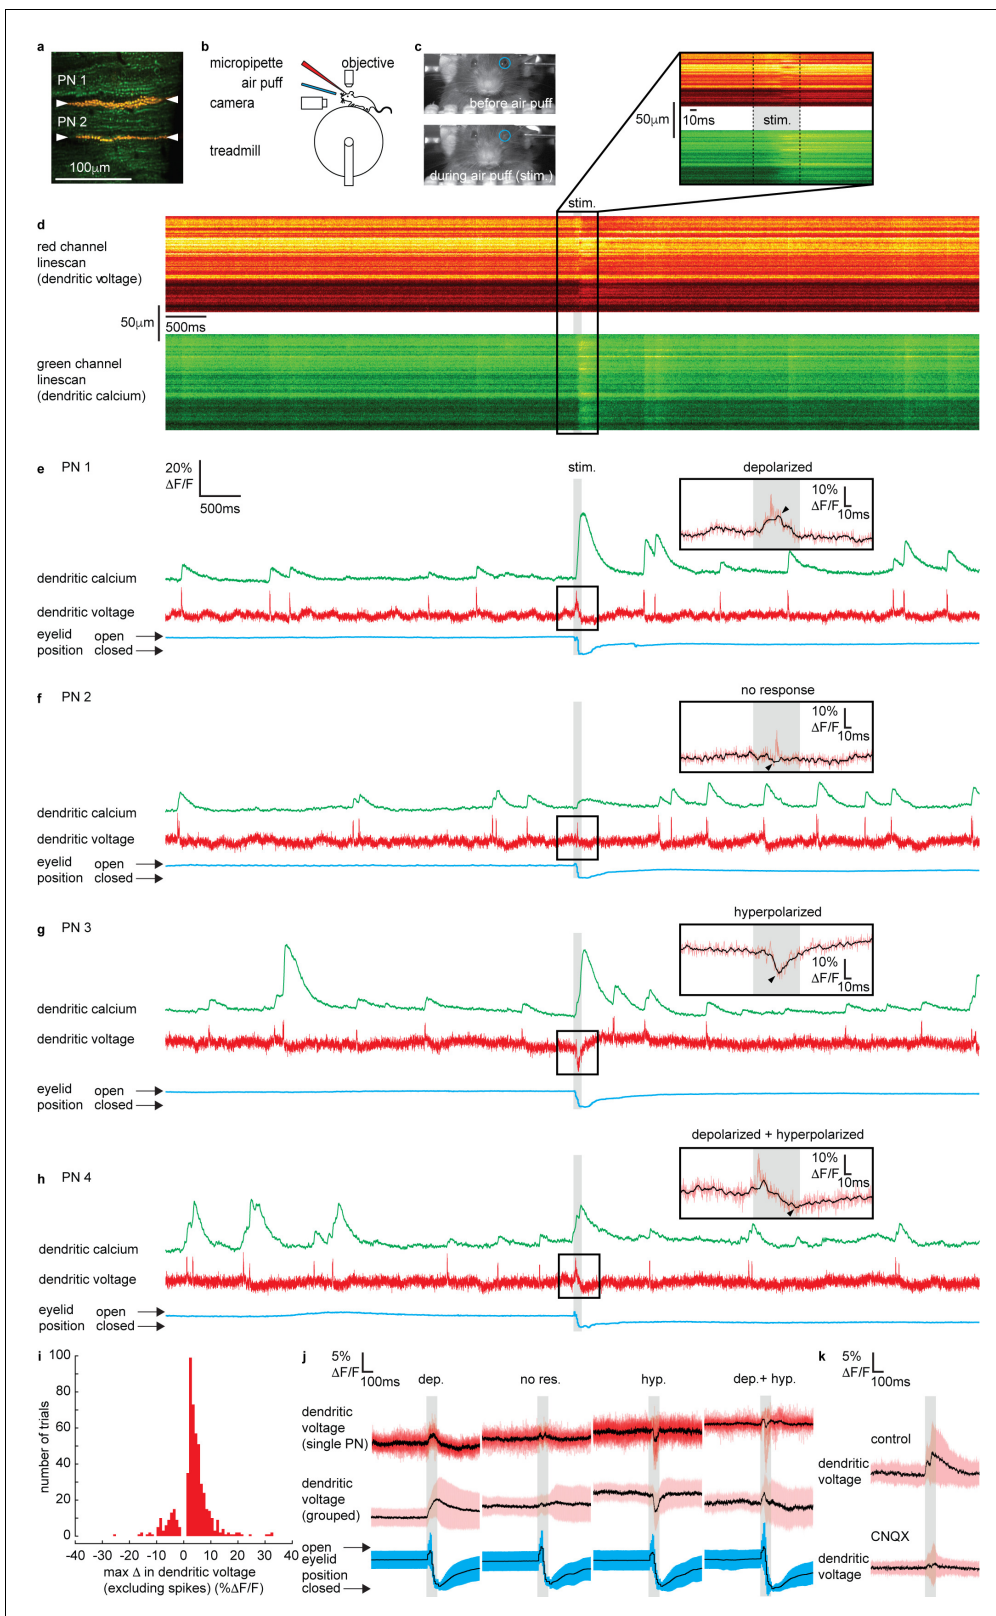 a
PN 1
PN 2
100µm
b
micropipette
objective
air puff
camera
treadmill
c
before air puff
during air puff (stim.)
50µm
10ms
stim.
stim.
d
red channel
linescan
(dendritic voltage)
50µm
500ms
green channel
linescan
(dendritic calcium)
e PN 1
20%
ΔF/F
500ms
stim.
depolarized
10%
ΔF/F
10ms
dendritic calcium
dendritic voltage
eyelid open
position closed
f PN 2
no response
10%
ΔF/F
10ms
dendritic calcium
dendritic voltage
eyelid open
position closed
g PN 3
hyperpolarized
10%
ΔF/F
10ms
dendritic calcium
dendritic voltage
eyelid open
position closed
depolarized + hyperpolarized
h PN 4
10%
ΔF/F
10ms
dendritic calcium
dendritic voltage
eyelid open
position closed
i
100
80
60
40
20
0
number of trials
−40 −30 −20 −10 0 10 20 30 40
max Δ in dendritic voltage
(excluding spikes) (%ΔF/F)
j
5%
ΔF/F
100ms
dep.
no res.
hyp.
dep.+ hyp.
dendritic
voltage
(single PN)
dendritic
voltage
(grouped)
open
eyelid
position
closed
k
5%
ΔF/F
100ms
control
dendritic
voltage
CNQX
dendritic
voltage